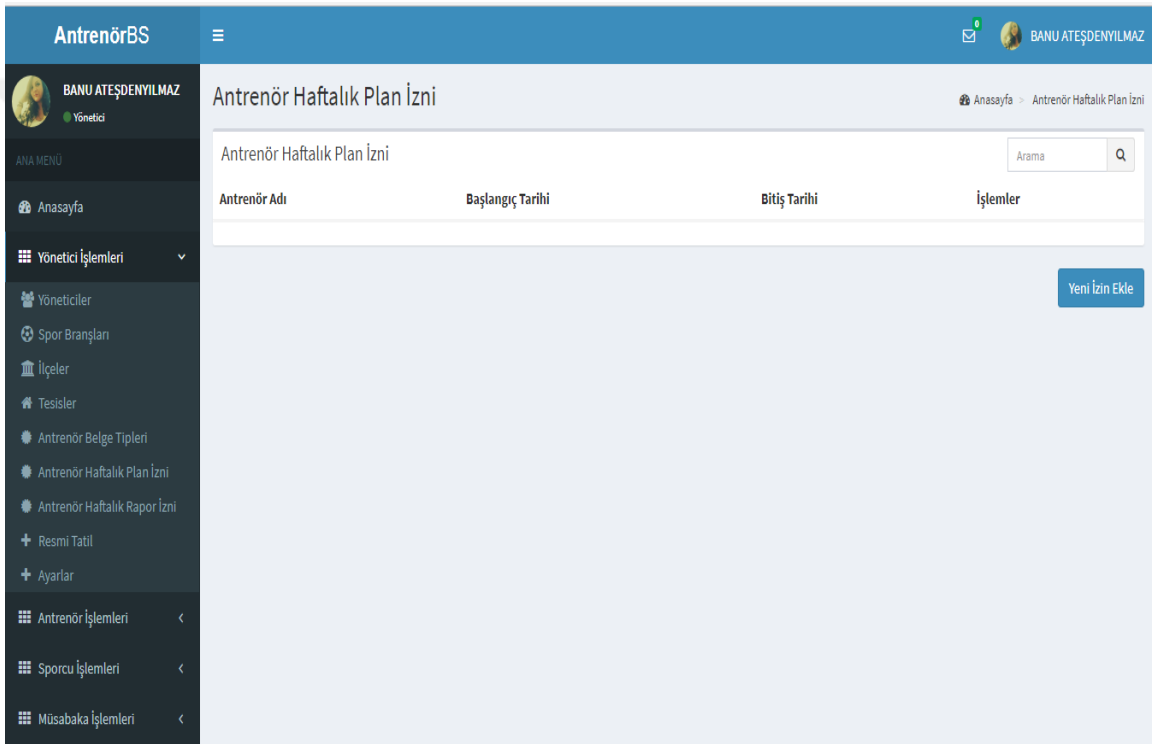 AntrenörBS
0
BANU ATEŞDENYILMAZ
BANU ATEŞDENYILMAZ
Yönetici
ANA MENÜ
Anasayfa
Yönetici İşlemleri
Yöneticiler
Spor Branşları
İlçeler
Tesisler
Antrenör Belge Tipleri
Antrenör Haftalık Plan İzni
Antrenör Haftalık Rapor İzni
Resmi Tatil
Ayarlar
Antrenör İşlemleri
Sporcu İşlemleri
Müsabaka İşlemleri
Antrenör Haftalık Plan İzni
Anasayfa > Antrenör Haftalık Plan İzni
Antrenör Haftalık Plan İzni
Arama
Antrenör Adı Başlangıç Tarihi Bitiş Tarihi İşlemler
Yeni İzin Ekle